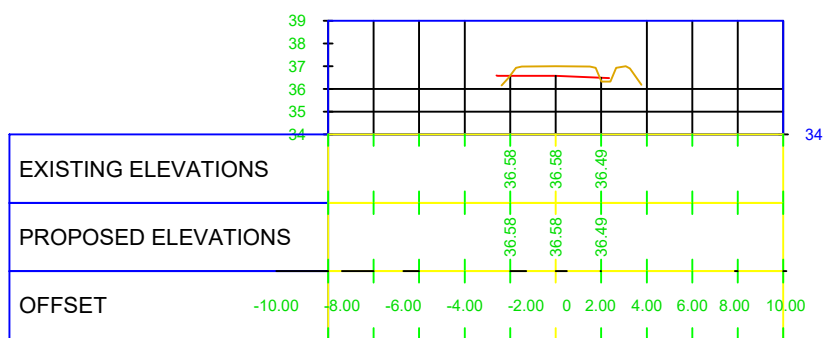 39
38
37
36
35
34 34
EXISTING ELEVATIONS 36.58 36.58 36.49
PROPOSED ELEVATIONS 36.58 36.58 36.49
OFFSET -10.00 -8.00 -6.00 -4.00 -2.00 0 2.00 4.00 6.00 8.00 10.00